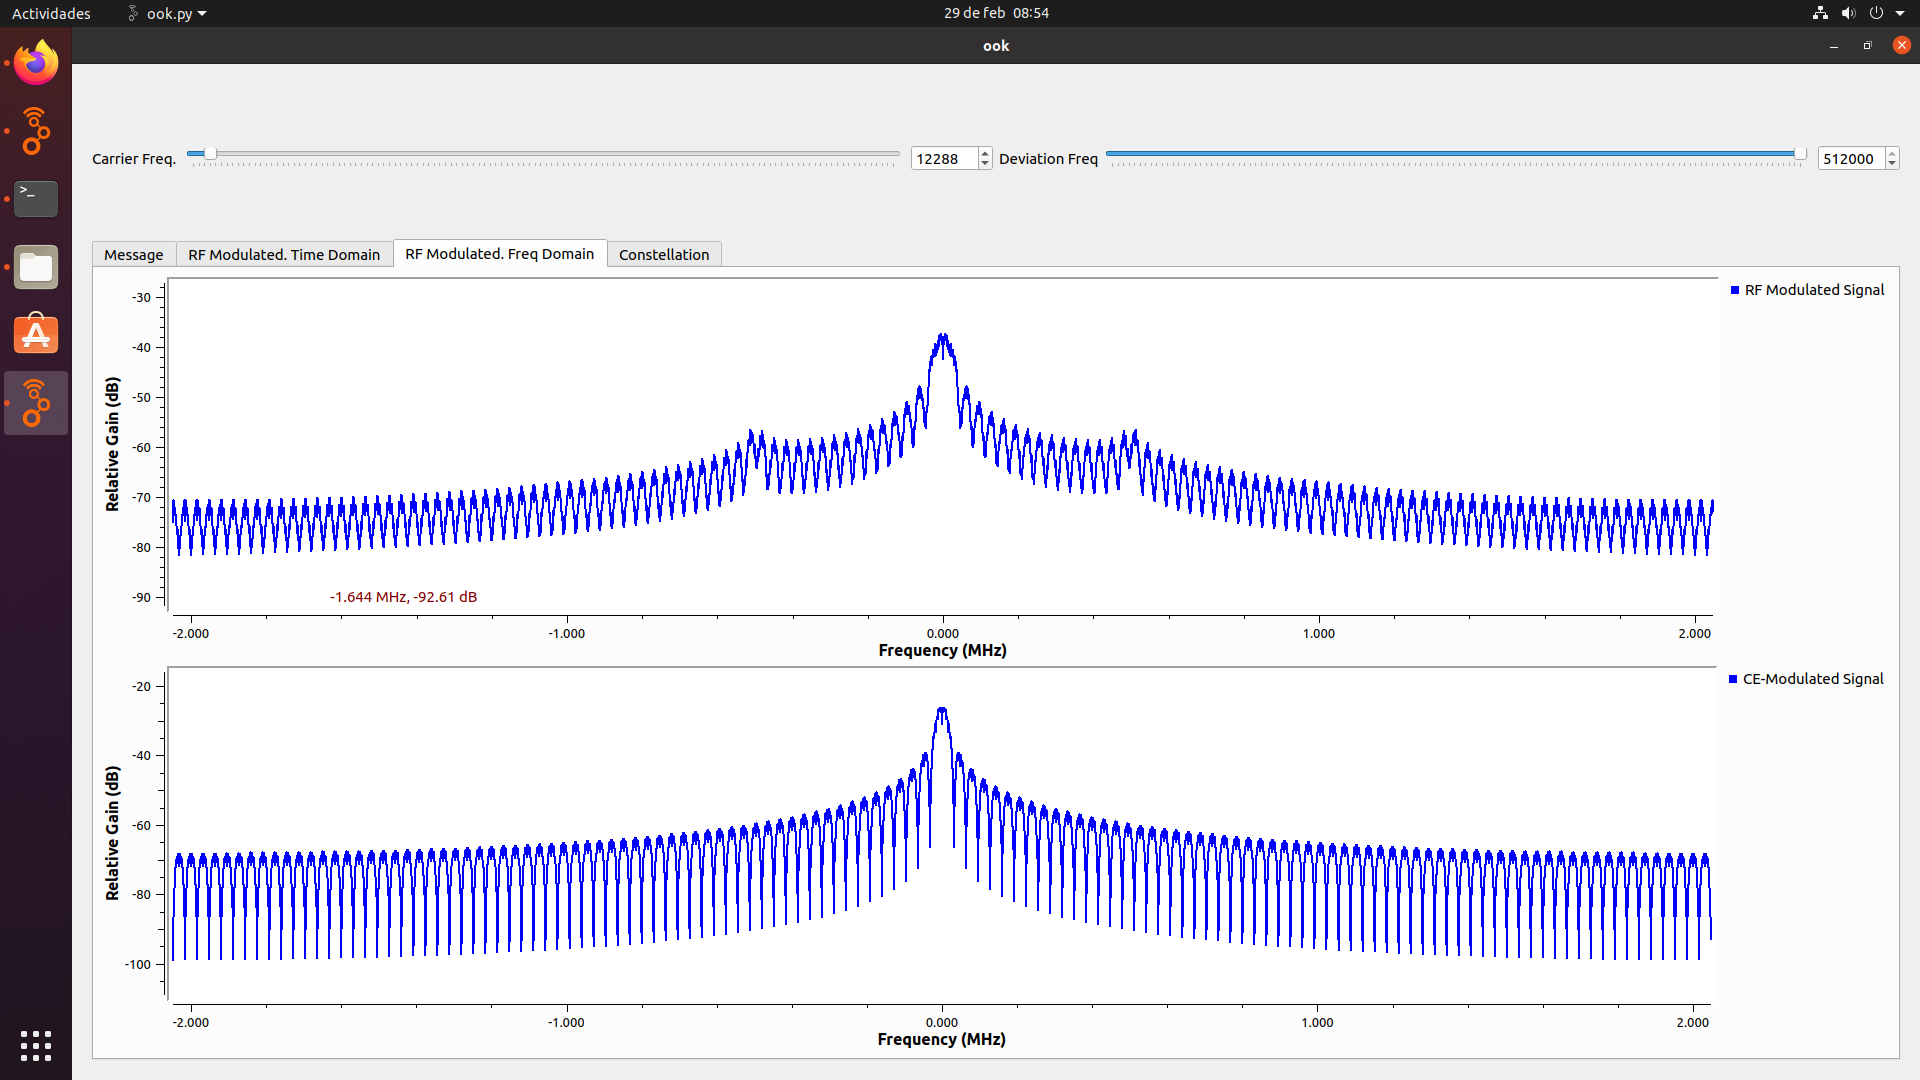 Actividades ook.py 29 de feb 08:54
ook
Carrier Freq. 12288 Deviation Freq 512000
Message RF Modulated. Time Domain RF Modulated. Freq Domain Constellation
RF Modulated Signal
-30
-40
-50
-60
-70
-80
-90
Relative Gain (dB)
-1.644 MHz, -92.61 dB
-2.000 -1.000 0.000 1.000 2.000
Frequency (MHz)
CE-Modulated Signal
-20
-40
-60
-80
-100
Relative Gain (dB)
-2.000 -1.000 0.000 1.000 2.000
Frequency (MHz)